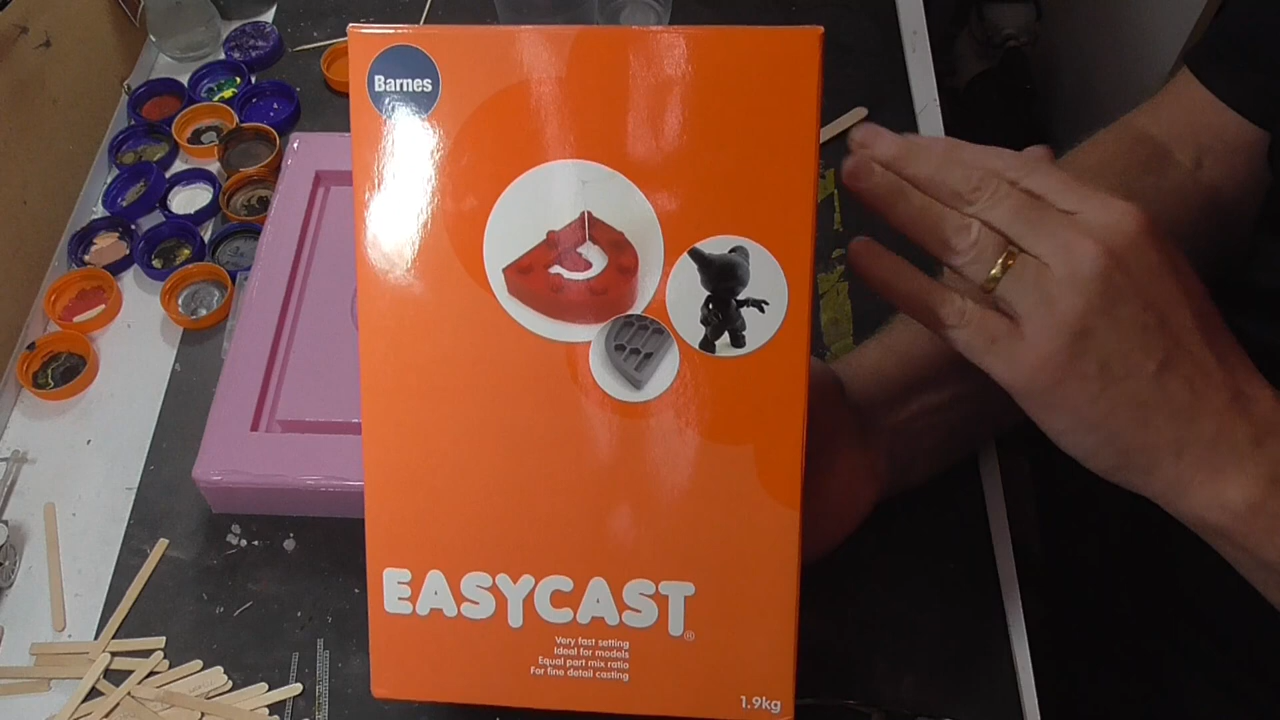 Barnes
EASYCAST®
Very fast setting
Ideal for models
Equal part mix ratio
For fine detail casting
1.9kg